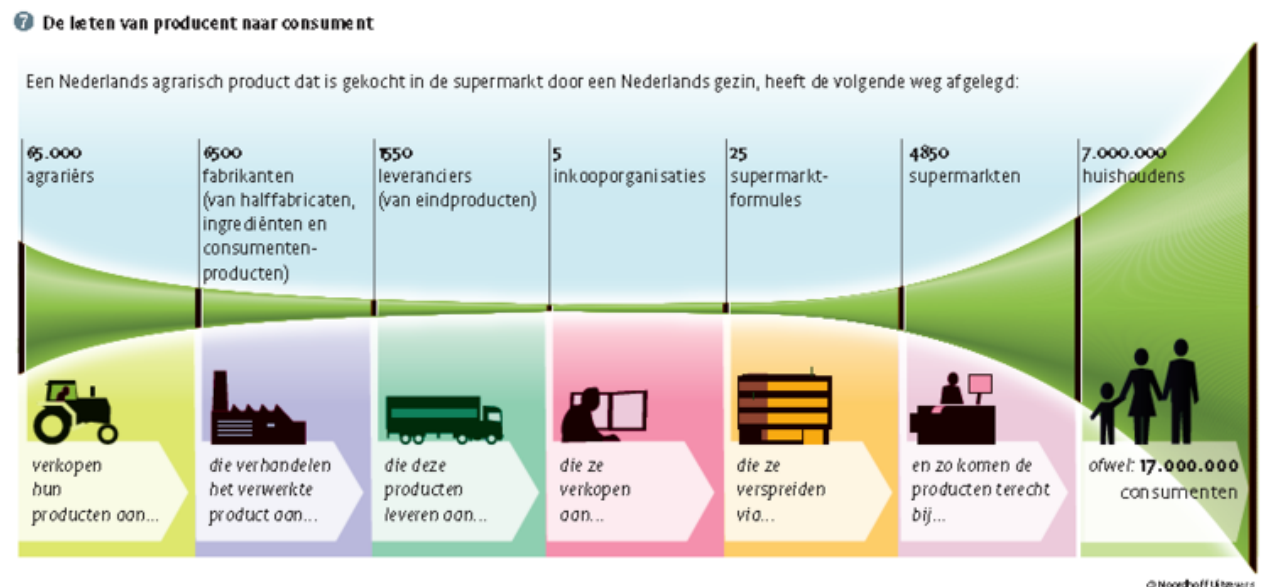 7 De keten van producent naar consument
Een Nederlands agrarisch product dat is gekocht in de supermarkt door een Nederlands gezin, heeft de volgende weg afgelegd:
65.000
agrariërs
6500
fabrikanten
(van halffabricaten,
ingrediënten en
consumenten-
producten)
1550
leveranciers
(van eindproducten)
5
inkooporganisaties
25
supermarkt-
formules
4850
supermarkten
7.000.000
huishoudens
verkopen
hun
producten aan...
die verhandelen
het verwerkte
product aan...
die deze
producten
leveren aan...
die ze
verkopen
aan...
die ze
verspreiden
via...
en zo komen de
producten terecht
bij...
ofwel: 17.000.000
consumenten
© Noordhoff Uitgevers